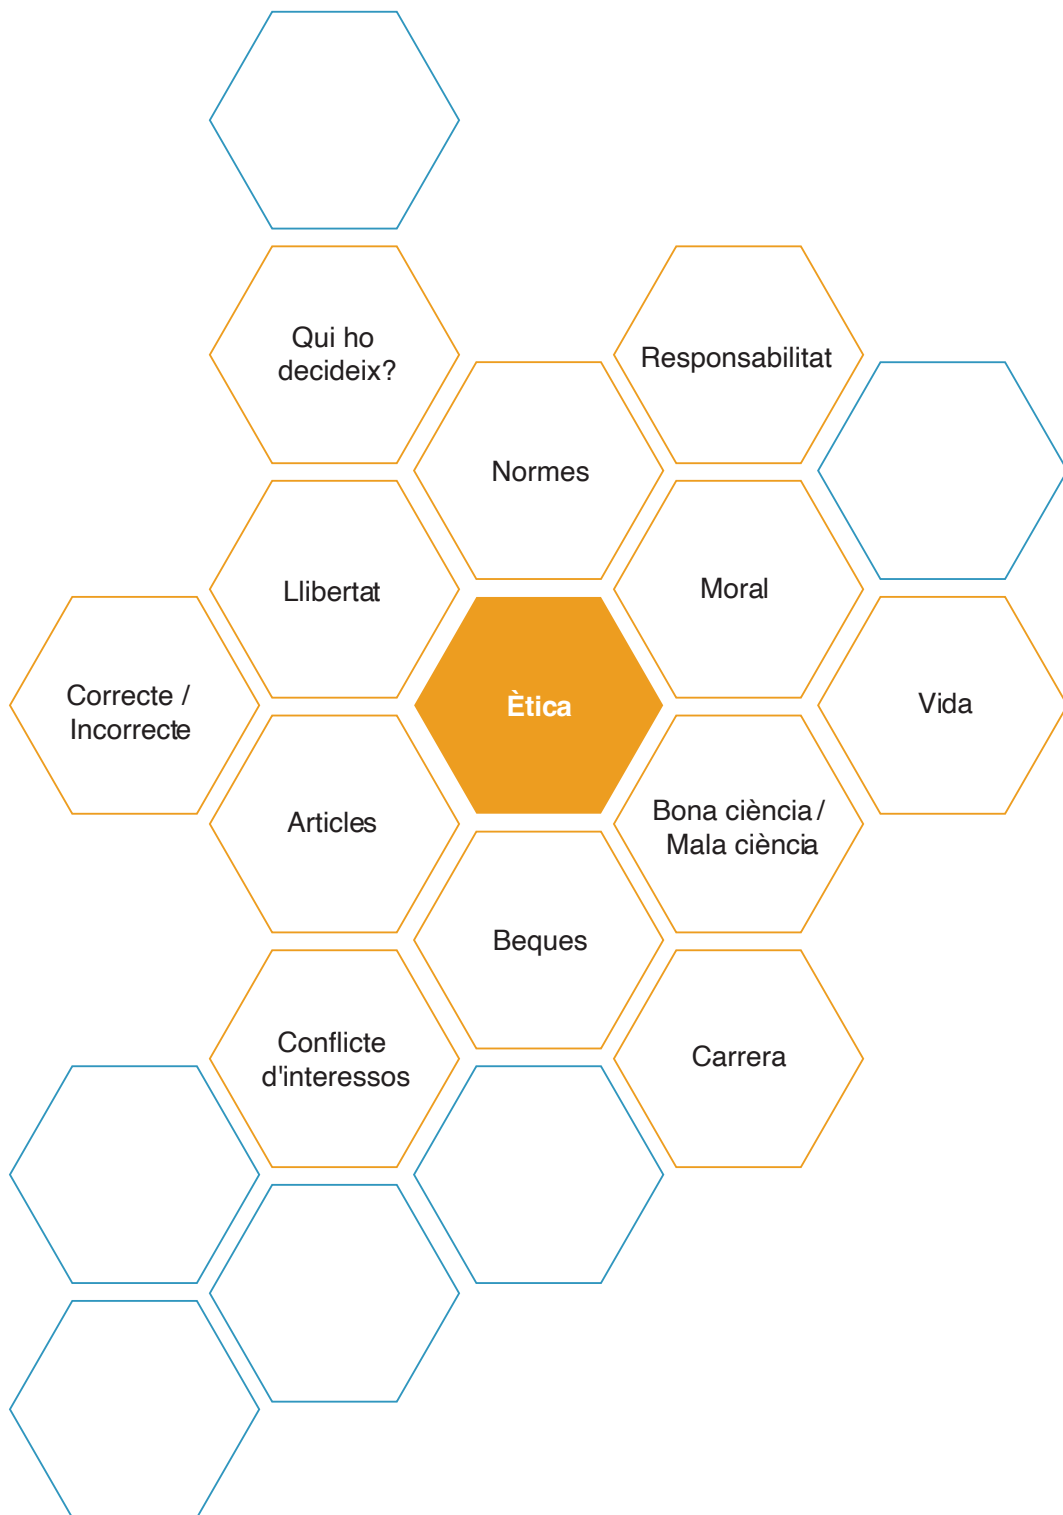 Qui ho
decideix?
Responsabilitat
Normes
Llibertat
Moral
Correcte /
Incorrecte
Ètica
Vida
Articles
Bona ciència /
Mala ciència
Beques
Conflicte
d'interessos
Carrera